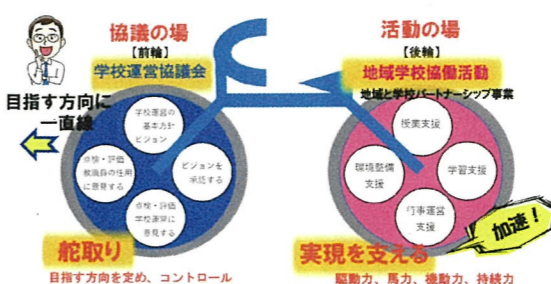 協議の場
【前輪】
学校運営協議会
目指す方向に
一直線
学校運営の
基本方針
ビジョン
点検・評価
教職員の任用
に意見する
ビジョンを
承認する
点検・評価
学校運営に
意見する
舵取り
目指す方向を定め、コントロール
活動の場
【後輪】
地域学校協働活動
地域と学校パートナーシップ事業
授業支援
環境整備
支援
学習支援
行事運営
支援
加速！
実現を支える
駆動力、馬力、機動力、持続力